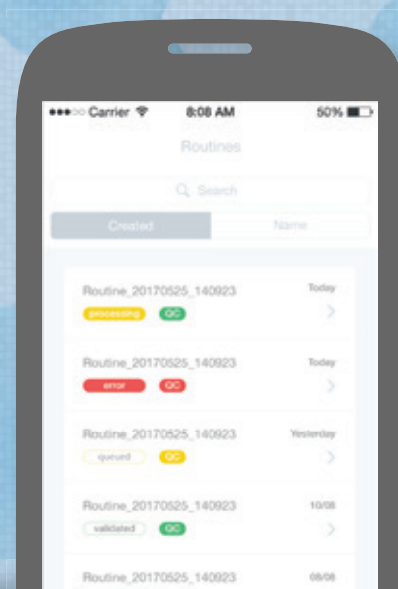 Carrier 8:08 AM 50%
Routines
Search
Created Name
Routine_20170525_140923 Today
processing QC
Routine_20170525_140923 Today
error QC
Routine_20170525_140923 Yesterday
queued QC
Routine_20170525_140923 10/08
validated QC
Routine_20170525_140923 08/08